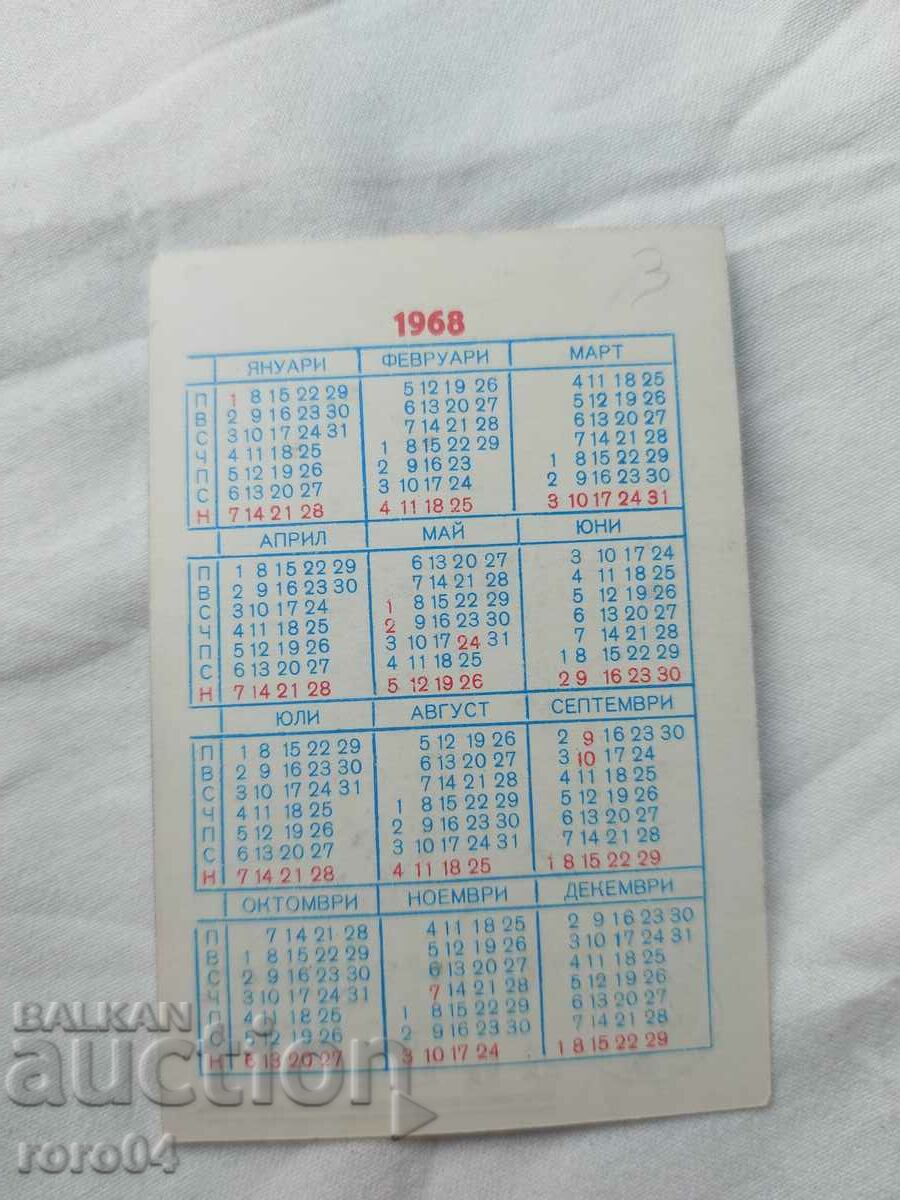 3
1968
ЯНУАРИ ФЕВРУАРИ МАРТ
П 1 8 15 22 29 5 12 19 26 4 11 18 25
В 2 9 16 23 30 6 13 20 27 5 12 19 26
С 3 10 17 24 31 7 14 21 28 6 13 20 27
Ч 4 11 18 25 1 8 15 22 29 7 14 21 28
П 5 12 19 26 2 9 16 23 1 8 15 22 29
С 6 13 20 27 3 10 17 24 2 9 16 23 30
Н 7 14 21 28 4 11 18 25 3 10 17 24 31
АПРИЛ МАЙ ЮНИ
П 1 8 15 22 29 6 13 20 27 3 10 17 24
В 2 9 16 23 30 7 14 21 28 4 11 18 25
С 3 10 17 24 1 8 15 22 29 5 12 19 26
Ч 4 11 18 25 2 9 16 23 30 6 13 20 27
П 5 12 19 26 3 10 17 24 31 7 14 21 28
С 6 13 20 27 4 11 18 25 1 8 15 22 29
Н 7 14 21 28 5 12 19 26 2 9 16 23 30
ЮЛИ АВГУСТ СЕПТЕМВРИ
П 1 8 15 22 29 5 12 19 26 2 9 16 23 30
В 2 9 16 23 30 6 13 20 27 3 10 17 24
С 3 10 17 24 31 7 14 21 28 4 11 18 25
Ч 4 11 18 25 1 8 15 22 29 5 12 19 26
П 5 12 19 26 2 9 16 23 30 6 13 20 27
С 6 13 20 27 3 10 17 24 31 7 14 21 28
Н 7 14 21 28 4 11 18 25 1 8 15 22 29
ОКТОМВРИ НОЕМВРИ ДЕКЕМВРИ
П 7 14 21 28 4 11 18 25 2 9 16 23 30
В 1 8 15 22 29 5 12 19 26 3 10 17 24 31
С 2 9 16 23 30 6 13 20 27 4 11 18 25
Ч 3 10 17 24 31 7 14 21 28 5 12 19 26
П 4 11 18 25 1 8 15 22 29 6 13 20 27
С 5 12 19 26 2 9 16 23 30 7 14 21 28
Н 6 13 20 27 3 10 17 24 1 8 15 22 29
BALKAN
auction
roro04